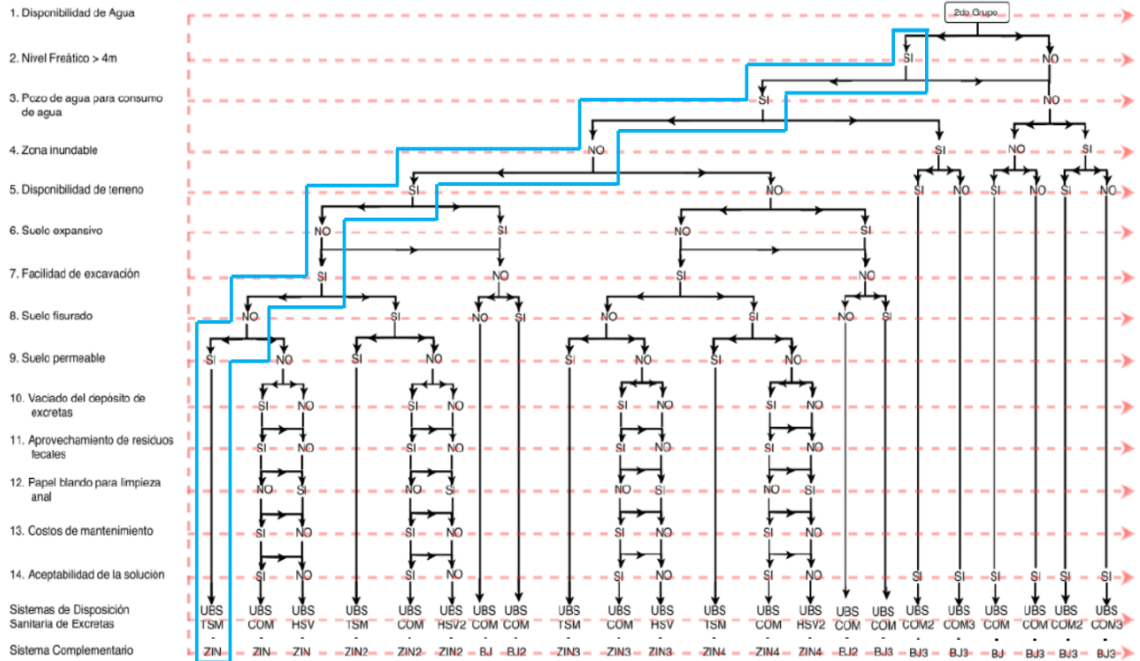 1. Disponibilidad de Agua 2do Grupo
2. Nivel Freático > 4m SI NO
3. Pozo de agua para consumo SI NO
de agua
4. Zona inundable NO SI NO SI
5. Disponibilidad de terreno SI NO SI NO SI NO SI NO
6. Suelo expansivo NO SI NO SI
7. Facilidad de excavación SI NO SI NO
8. Suelo fisurado NO SI NO SI NO SI NO SI
9. Suelo permeable SI NO SI NO SI NO SI NO
10. Vaciado del depósito de SI NO SI NO SI NO SI NO
excretas
11. Aprovechamiento de residuos SI NO SI NO SI NO SI NO
fecales
12. Papel blando para limpieza NO SI NO SI NO SI NO SI
anal
13. Costos de mantenimiento SI NO SI NO SI NO SI NO
14. Aceptabilidad de la solución SI NO SI NO SI NO SI NO SI SI SI SI SI SI
Sistemas de Disposición UBS UBS UBS UBS UBS UBS UBS UBS UBS UBS UBS UBS UBS UBS UBS UBS UBS UBS UBS UBS UBS UBS
Sanitaria de Excretas TSM COM HSV TSM COM HSV2 COM COM TSM COM HSV TSM COM HSV2 COM COM COM2 COM3 COM COM COM2 COM3
- - - - - - - - - - - - - - - - - - - - - -
Sistema Complementario ZIN ZIN ZIN ZIN2 ZIN2 ZIN2 BJ BJ2 ZIN3 ZIN3 ZIN3 ZIN4 ZIN4 ZIN4 BJ2 BJ3 BJ3 BJ3 BJ BJ3 BJ3 BJ3